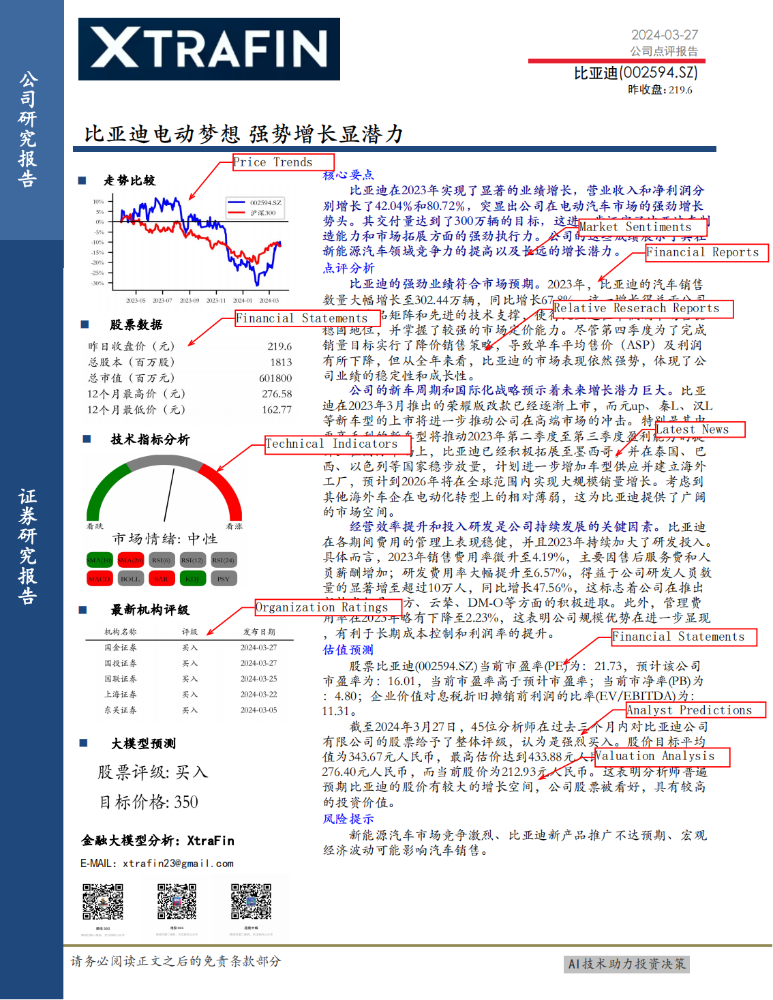 XTRAFIN
2024-03-27
公司点评报告
比亚迪(002594.SZ)
昨收盘: 219.6
公司研究报告
证券研究报告
比亚迪电动梦想 强势增长显潜力
走势比较
Price Trends
002594.SZ
沪深300
10%
5%
0%
-5%
-10%
-15%
-20%
-25%
-30%
2023-05 2023-07 2023-09 2023-11 2024-01 2024-03
股票数据
Financial Statements
昨日收盘价（元） 219.6
总股本（百万股） 1813
总市值（百万元） 601800
12个月最高价（元） 276.58
12个月最低价（元） 162.77
技术指标分析
Technical Indicators
看跌 看涨
市场情绪: 中性
SMA(10) SMA(20) RSI(6) RSI(12) RSI(24)
MACD BOLL SAR KDJ PSY
最新机构评级
Organization Ratings
机构名称 评级 发布日期
国金证券 买入 2024-03-27
国投证券 买入 2024-03-27
国联证券 买入 2024-03-25
上海证券 买入 2024-03-22
东吴证券 买入 2024-03-05
大模型预测
股票评级: 买入
目标价格: 350
金融大模型分析：XtraFin
E-MAIL：xtrafin23@gmail.com
美投365
港股365
核心要点
比亚迪在2023年实现了显著的业绩增长，营业收入和净利润分
别增长了42.04%和80.72%，突显出公司在电动汽车市场的强劲增长
势头。其交付量达到了300万辆的目标，这进
Market Sentiments
造能力和市场拓展方面的强劲执行力。公司的这些成绩展示了其在
新能源汽车领域竞争力的提高以及长远的增长潜力。
Financial Reports
点评分析
比亚迪的强劲业绩符合市场预期。2023年，比亚迪的汽车销售
数量大幅增长至302.44万辆，同比增长67.8%，这一增长得益于公司
品矩阵和先进的技术支撑，使得
Relative Reserach Reports
稳固地位，并掌握了较强的市场定价能力。尽管第四季度为了完成
销量目标实行了降价销售策略，导致单车平均售价（ASP）及利润
有所下降，但从全年来看，比亚迪的市场表现依然强势，体现了公
司业绩的稳定性和成长性。
公司的新车周期和国际化战略预示着未来增长潜力巨大。比亚
迪在2023年3月推出的荣耀版改款已经逐渐上市，而元up、秦L、汉L
等新车型的上市将进一步推动公司在高端市场的冲击。特别是其中
Latest News
车型将推动2023年第二季度至第三季度盈利能力的提
上，比亚迪已经积极拓展至墨西哥，并在泰国、巴
西、以色列等国家稳步放量，计划进一步增加车型供应并建立海外
工厂，预计到2026年将在全球范围内实现大规模销量增长。考虑到
其他海外车企在电动化转型上的相对薄弱，这为比亚迪提供了广阔
的市场空间。
经营效率提升和投入研发是公司持续发展的关键因素。比亚迪
在各期间费用的管理上表现稳健，并且2023年持续加大了研发投入。
具体而言，2023年销售费用率微升至4.19%，主要因售后服务费和人
员薪酬增加；研发费用率大幅提升至6.57%，得益于公司研发人员数
量的显著增至超过10万人，同比增长47.56%，这标志着公司在推出
方、云辇、DM-O等方面的积极进取。此外，管理费
用率在2023年略有下降至2.23%，这表明公司规模优势在进一步显现
，有利于长期成本控制和利润率的提升。
Financial Statements
估值预测
股票比亚迪(002594.SZ)当前市盈率(PE)为：21.73，预计该公司
市盈率为：16.01，当前市盈率高于预计市盈率；当前市净率(PB)为
：4.80；企业价值对息税折旧摊销前利润的比率(EV/EBITDA)为：
11.31。
Analyst Predictions
截至2024年3月27日，45位分析师在过去三个月内对比亚迪公司
有限公司的股票给予了整体评级，认为是强烈买入。股价目标平均
值为343.67元人民币，最高估价达到433.88元人民
Valuation Analysis
276.40元人民币，而当前股价为212.93元人民币。这表明分析师普遍
预期比亚迪的股价有较大的增长空间，公司股票被看好，具有较高
的投资价值。
风险提示
新能源汽车市场竞争激烈、比亚迪新产品推广不达预期、宏观
经济波动可能影响汽车销售。
请务必阅读正文之后的免责条款部分
AI技术助力投资决策